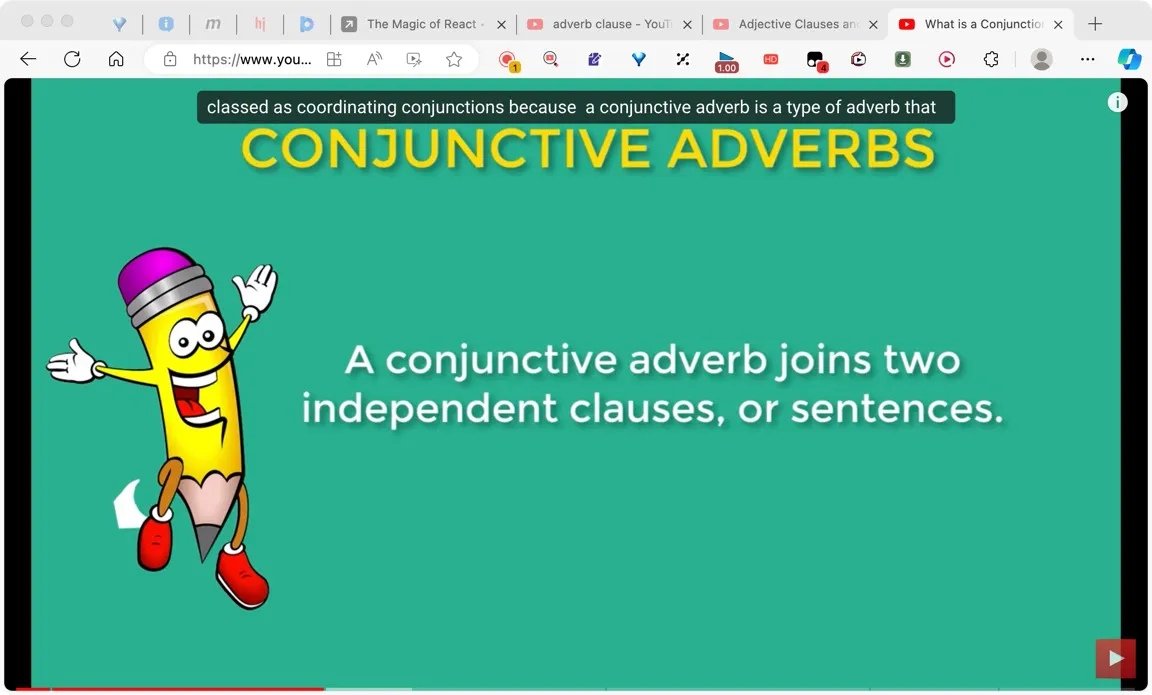 m
hj
The Magic of React
adverb clause - YouT
Adjective Clauses an
What is a Conjunctio
https://www.you...
1
A
1.00
HD
4
classed as coordinating conjunctions because a conjunctive adverb is a type of adverb that
i
CONJUNCTIVE ADVERBS
A conjunctive adverb joins two
independent clauses, or sentences.